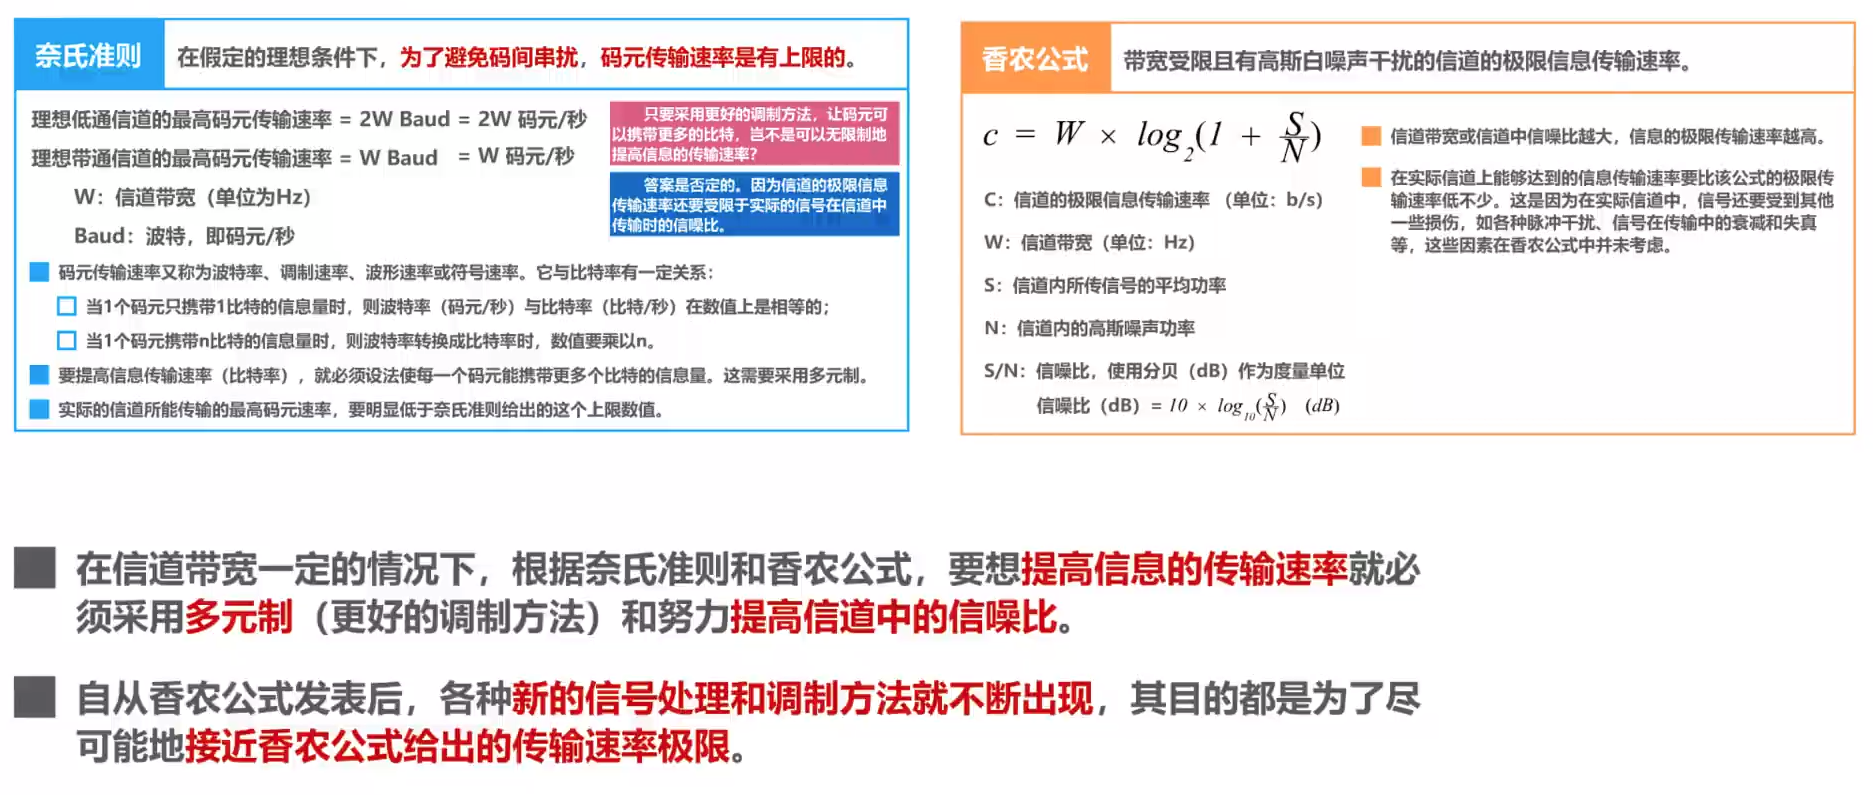 奈氏准则
在假定的理想条件下，为了避免码间串扰，码元传输速率是有上限的。
理想低通信道的最高码元传输速率 = 2W Baud = 2W 码元/秒
理想带通信道的最高码元传输速率 = W Baud = W 码元/秒
W：信道带宽（单位为Hz）
Baud：波特，即码元/秒
只要采用更好的调制方法，让码元可
以携带更多的比特，岂不是可以无限制地
提高信息的传输速率？
答案是否定的。因为信道的极限信息
传输速率还要受限于实际的信号在信道中
传输时的信噪比。
码元传输速率又称为波特率、调制速率、波形速率或符号速率。它与比特率有一定关系：
当1个码元只携带1比特的信息量时，则波特率（码元/秒）与比特率（比特/秒）在数值上是相等的；
当1个码元携带n比特的信息量时，则波特率转换成比特率时，数值要乘以n。
要提高信息传输速率（比特率），就必须设法使每一个码元能携带更多个比特的信息量。这需要采用多元制。
实际的信道所能传输的最高码元速率，要明显低于奈氏准则给出的这个上限数值。
香农公式
带宽受限且有高斯白噪声干扰的信道的极限信息传输速率。
c = W × log₂(1 + S/N)
C：信道的极限信息传输速率 （单位：b/s）
W：信道带宽（单位：Hz）
S：信道内所传信号的平均功率
N：信道内的高斯噪声功率
S/N：信噪比，使用分贝（dB）作为度量单位
信噪比（dB）= 10 × log₁₀(S/N) (dB)
信道带宽或信道中信噪比越大，信息的极限传输速率越高。
在实际信道上能够达到的信息传输速率要比该公式的极限传
输速率低不少。这是因为在实际信道中，信号还要受到其他
一些损伤，如各种脉冲干扰、信号在传输中的衰减和失真
等，这些因素在香农公式中并未考虑。
在信道带宽一定的情况下，根据奈氏准则和香农公式，要想提高信息的传输速率就必
须采用多元制（更好的调制方法）和努力提高信道中的信噪比。
自从香农公式发表后，各种新的信号处理和调制方法就不断出现，其目的都是为了尽
可能地接近香农公式给出的传输速率极限。